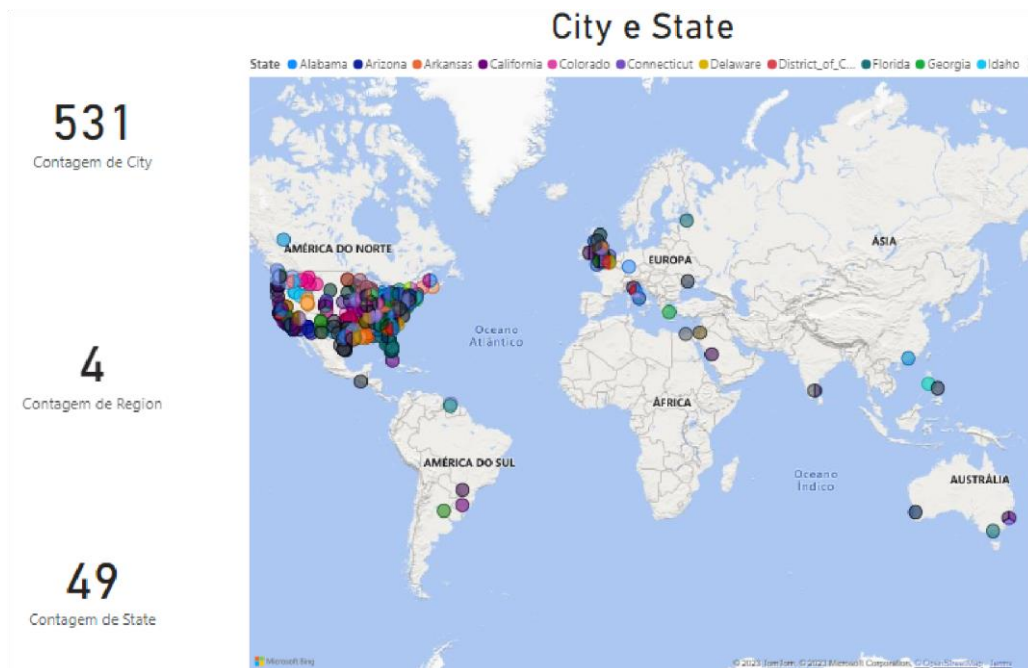 City e State
State Alabama Arizona Arkansas California Colorado Connecticut Delaware District_of_C... Florida Georgia Idaho
531
Contagem de City
4
Contagem de Region
49
Contagem de State
AMÉRICA DO NORTE
EUROPA
ÁSIA
Oceano
Atlântico
ÁFRICA
AMÉRICA DO SUL
Oceano
Índico
AUSTRÁLIA
Microsoft Bing
© 2023 TomTom, © 2023 Microsoft Corporation, © OpenStreetMap Terms